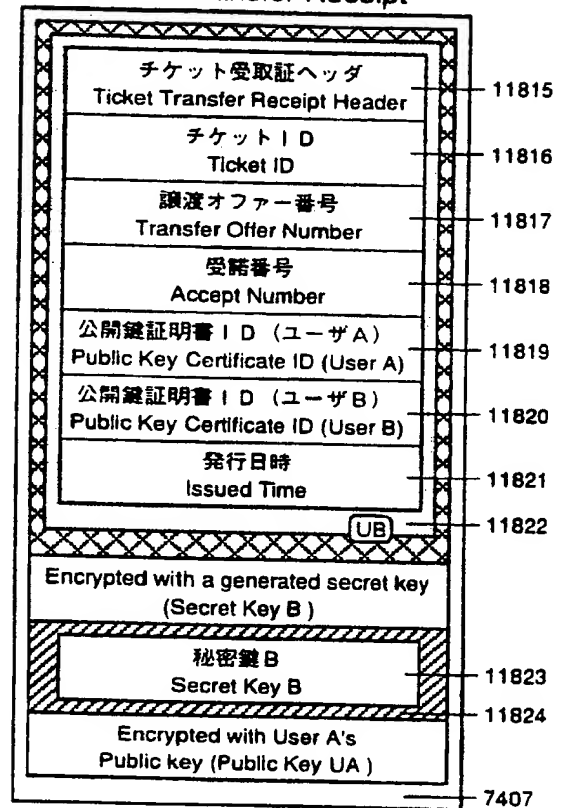 Receipt
チケット受取証ヘッダ
Ticket Transfer Receipt Header
11815
チケットID
Ticket ID
11816
譲渡オファー番号
Transfer Offer Number
11817
受諾番号
Accept Number
11818
公開鍵証明書ID(ユーザA)
Public Key Certificate ID (User A)
11819
公開鍵証明書ID(ユーザB)
Public Key Certificate ID (User B)
11820
発行日時
Issued Time
11821
UB
11822
Encrypted with a generated secret key
(Secret Key B )
秘密鍵B
Secret Key B
11823
11824
Encrypted with User A's
Public key (Public Key UA )
7407